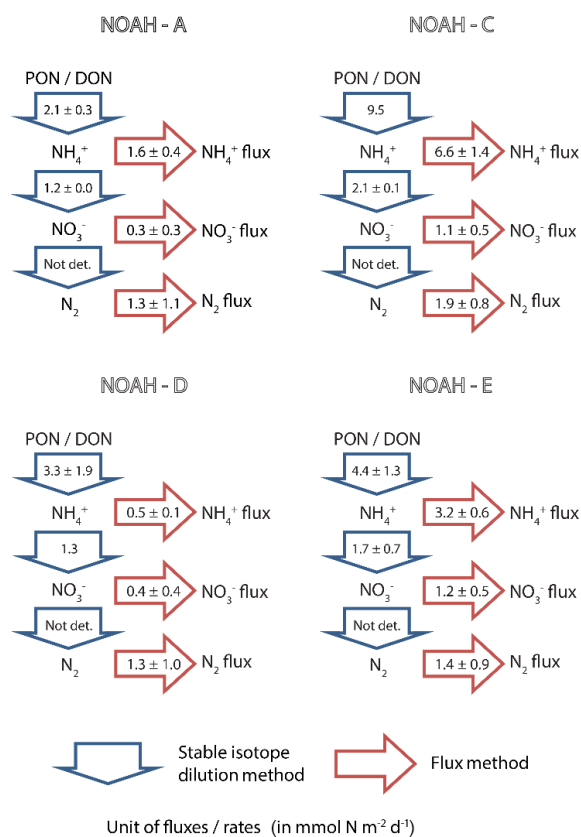 NOAH - A NOAH - C
PON / DON PON / DON
2.1 ± 0.3 9.5
NH₄⁺ 1.6 ± 0.4 NH₄⁺ flux NH₄⁺ 6.6 ± 1.4 NH₄⁺ flux
1.2 ± 0.0 2.1 ± 0.1
NO₃⁻ 0.3 ± 0.3 NO₃⁻ flux NO₃⁻ 1.1 ± 0.5 NO₃⁻ flux
Not det. Not det.
N₂ 1.3 ± 1.1 N₂ flux N₂ 1.9 ± 0.8 N₂ flux
NOAH - D NOAH - E
PON / DON PON / DON
3.3 ± 1.9 4.4 ± 1.3
NH₄⁺ 0.5 ± 0.1 NH₄⁺ flux NH₄⁺ 3.2 ± 0.6 NH₄⁺ flux
1.3 1.7 ± 0.7
NO₃⁻ 0.4 ± 0.4 NO₃⁻ flux NO₃⁻ 1.2 ± 0.5 NO₃⁻ flux
Not det. Not det.
N₂ 1.3 ± 1.0 N₂ flux N₂ 1.4 ± 0.9 N₂ flux
Stable isotope
dilution method
Flux method
Unit of fluxes / rates (in mmol N m⁻² d⁻¹)